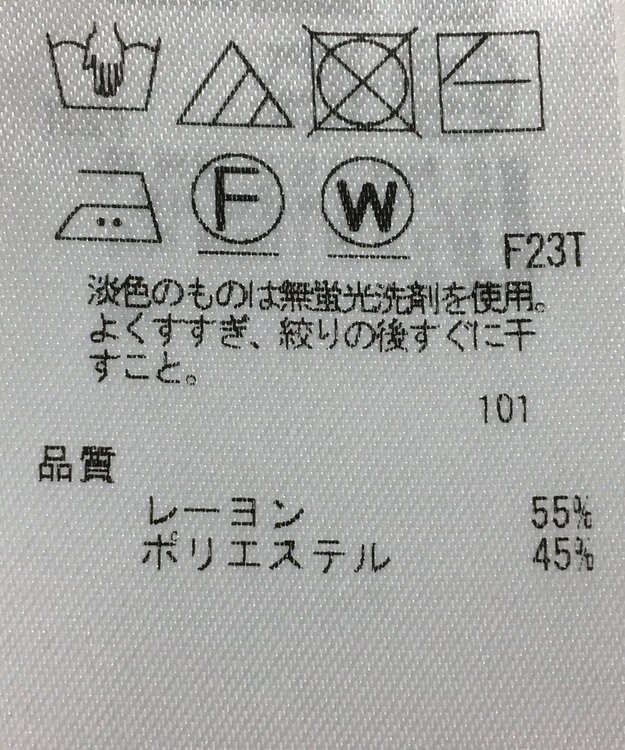 F W
F23T
淡色のものは無蛍光洗剤を使用。
よくすすぎ、絞りの後すぐに干
すこと。
101
品質
レーヨン 55%
ポリエステル 45%